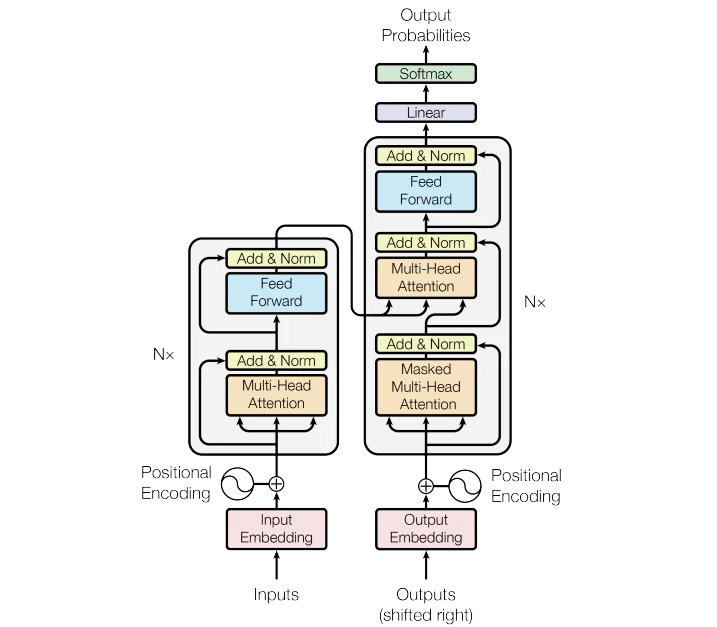 Output
Probabilities
Softmax
Linear
Add & Norm
Feed
Forward
Add & Norm
Multi-Head
Attention
Add & Norm
Masked
Multi-Head
Attention
N×
Add & Norm
Feed
Forward
Add & Norm
Multi-Head
Attention
N×
Positional
Encoding
Positional
Encoding
Input
Embedding
Output
Embedding
Inputs
Outputs
(shifted right)